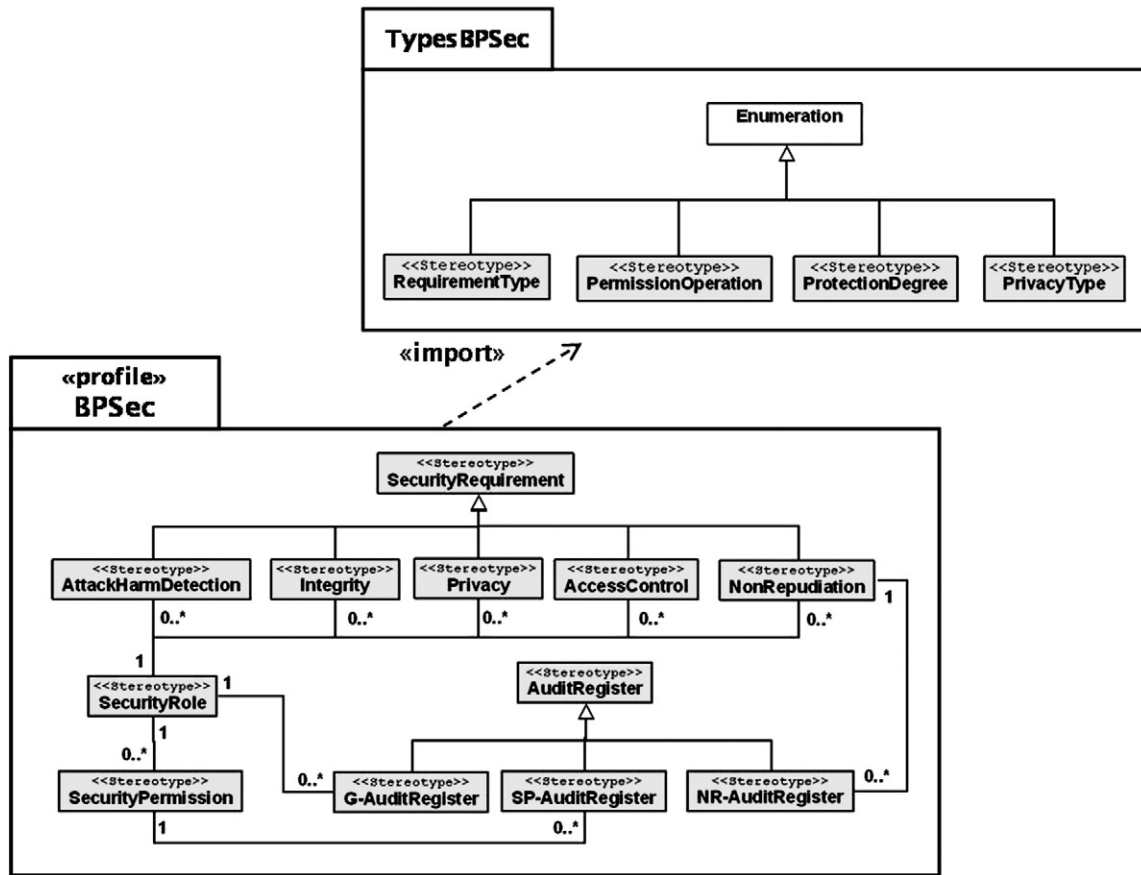 TypesBPSec
Enumeration
<<Stereotype>>
RequirementType
<<Stereotype>>
PermissionOperation
<<Stereotype>>
ProtectionDegree
<<Stereotype>>
PrivacyType
«import»
«profile»
BPSec
<<Stereotype>>
SecurityRequirement
<<Stereotype>>
AttackHarmDetection
<<Stereotype>>
Integrity
<<Stereotype>>
Privacy
<<Stereotype>>
AccessControl
<<Stereotype>>
NonRepudiation
0..*
0..*
0..*
0..*
0..*
1
1
<<Stereotype>>
SecurityRole
1
1
0..*
<<Stereotype>>
AuditRegister
<<Stereotype>>
SecurityPermission
1
0..*
<<Stereotype>>
G-AuditRegister
<<Stereotype>>
SP-AuditRegister
0..*
<<Stereotype>>
NR-AuditRegister
0..*